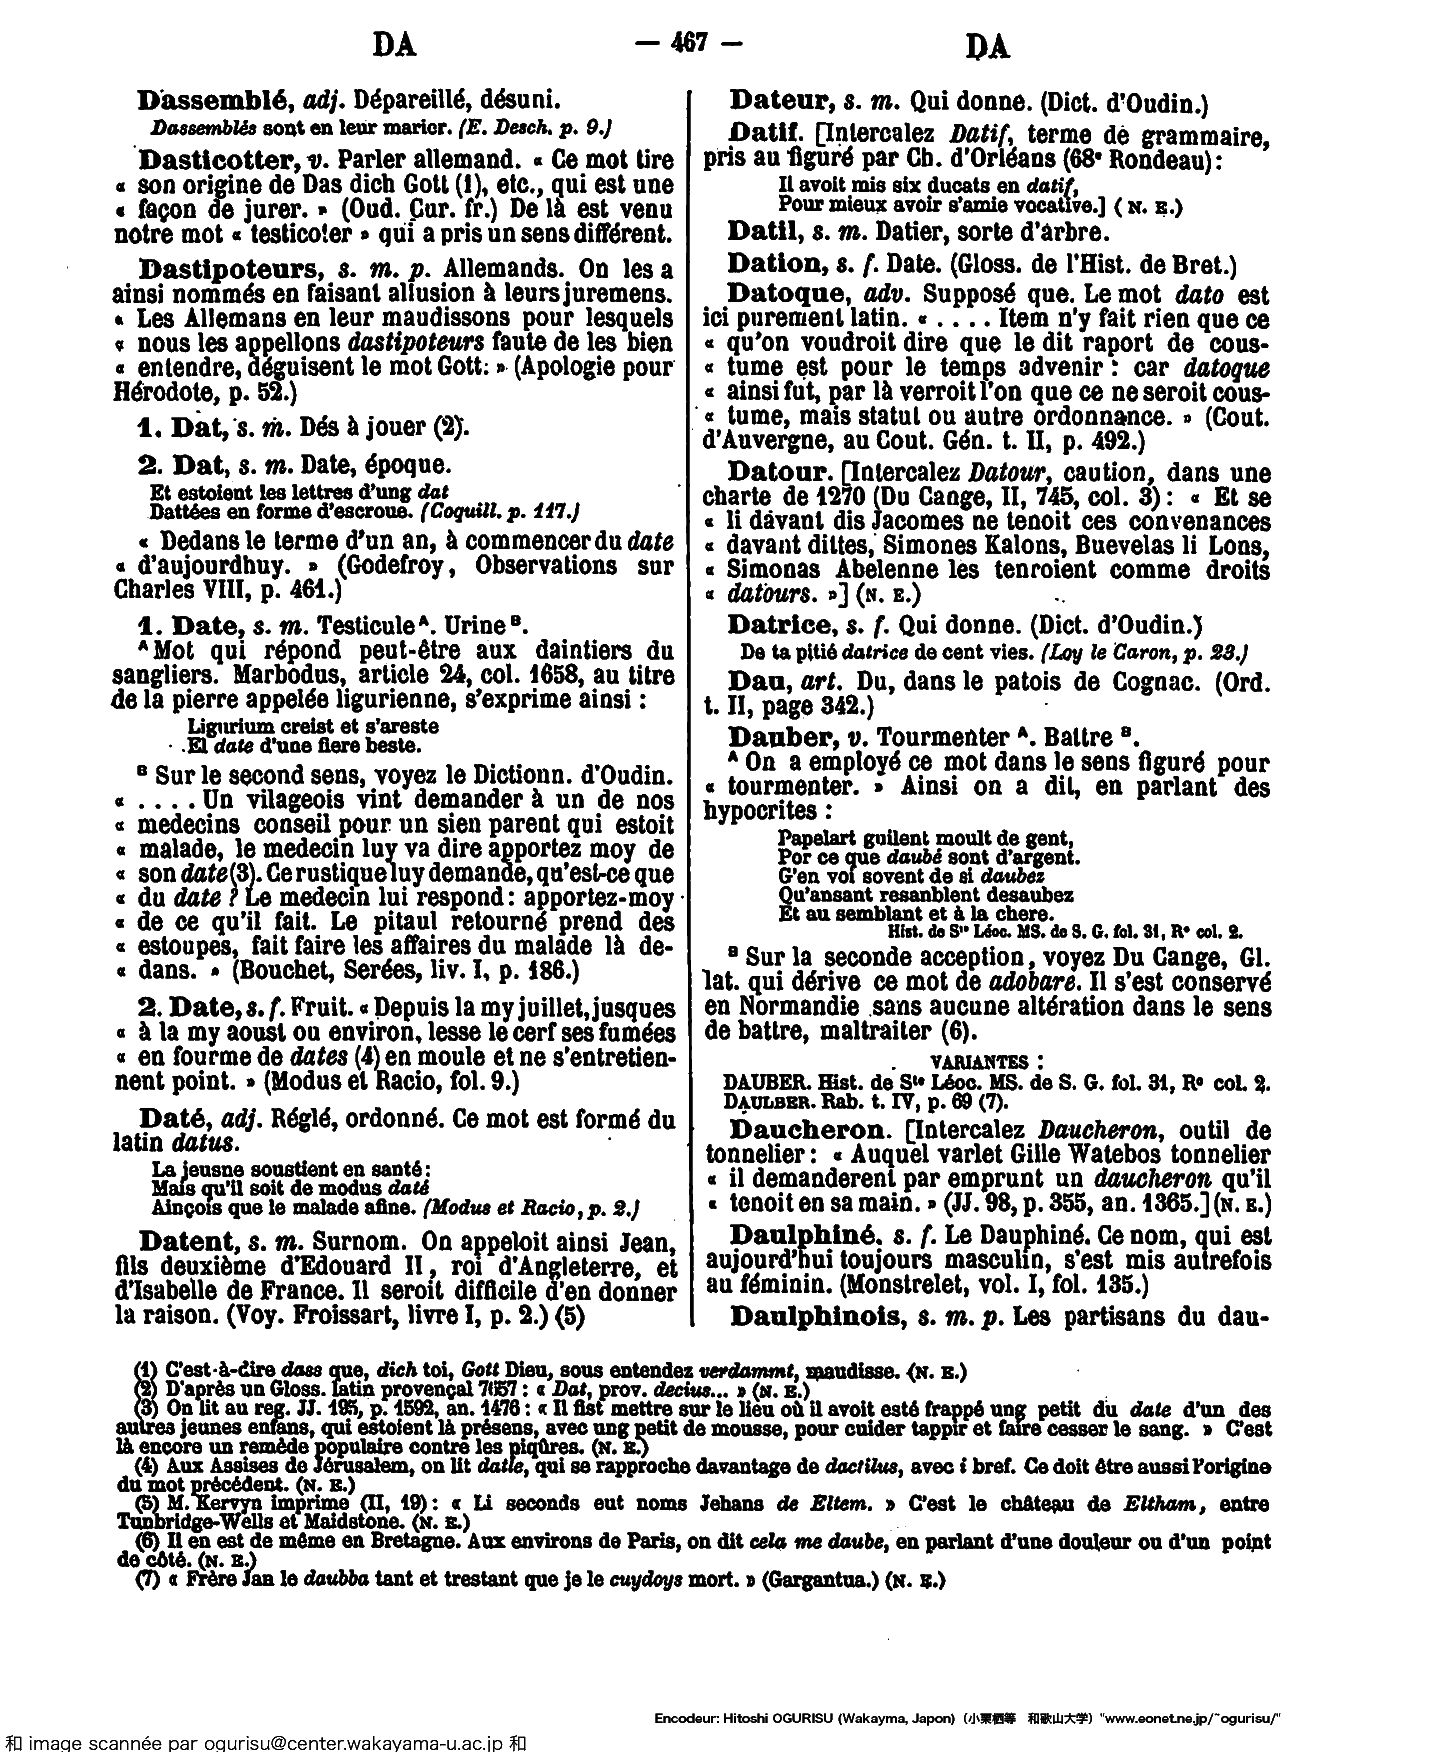 DA
— 467 —
DA
Dassemblé, adj. Dépareillé, désuni.
Dassemblés sont en leur marior. (E. Desch. p. 9.)
Dasticotter, v. Parler allemand. « Ce mot tire
« son origine de Das dich Gott (1), etc., qui est une
« façon de jurer. » (Oud. Cur. fr.) De là est venu
notre mot « testicoter » qui a pris un sens différent.
Dastipoteurs, s. m. p. Allemands. On les a
ainsi nommés en faisant allusion à leurs juremens.
« Les Allemans en leur maudissons pour lesquels
« nous les appellons dastipoteurs faute de les bien
« entendre, déguisent le mot Gott: » (Apologie pour
Hérodote, p. 52.)
1. Dat, s. m. Dés à jouer (2).
2. Dat, s. m. Date, époque.
Et estoient les lettres d'ung dat
Dattées en forme d'escroue. (Coquill. p. 117.)
« Dedans le terme d'un an, à commencer du date
« d'aujourdhuy. » (Godefroy, Observations sur
Charles VIII, p. 461.)
1. Date, s. m. Testicule A. Urine B.
A Mot qui répond peut-être aux daintiers du
sangliers. Marbodus, article 24, col. 1658, au titre
de la pierre appelée ligurienne, s'exprime ainsi :
Ligurium creist et s'areste
El date d'une fiere beste.
B Sur le second sens, voyez le Dictionn. d'Oudin.
« . . . . Un vilageois vint demander à un de nos
« medecins conseil pour un sien parent qui estoit
« malade, le medecin luy va dire apportez moy de
« son date (3). Ce rustique luy demande, qu'est-ce que
« du date ? Le medecin lui respond : apportez-moy
« de ce qu'il fait. Le pitaul retourné prend des
« estoupes, fait faire les affaires du malade là de-
« dans. » (Bouchet, Serées, liv. I, p. 186.)
2. Date, s. f. Fruit. « Depuis la my juillet, jusques
« à la my aoust ou environ, lesse le cerf ses fumées
« en fourme de dates (4) en moule et ne s'entretien-
nent point. » (Modus et Racio, fol. 9.)
Daté, adj. Réglé, ordonné. Ce mot est formé du
latin datus.
La jeusne soustient en santé :
Mais qu'il soit de modus daté
Ainçois que le malade afine. (Modus et Racio, p. 2.)
Datent, s. m. Surnom. On appeloit ainsi Jean,
fils deuxième d'Edouard II, roi d'Angleterre, et
d'Isabelle de France. Il seroit difficile d'en donner
la raison. (Voy. Froissart, livre I, p. 2.) (5)
Dateur, s. m. Qui donne. (Dict. d'Oudin.)
Datif. [Intercalez Datif, terme de grammaire,
pris au figuré par Ch. d'Orléans (68e Rondeau) :
Il avoit mis six ducats en datif,
Pour mieux avoir s'amie vocative.] (N. E.)
Datil, s. m. Datier, sorte d'arbre.
Dation, s. f. Date. (Gloss. de l'Hist. de Bret.)
Datoque, adv. Supposé que. Le mot dato est
ici purement latin. « . . . . Item n'y fait rien que ce
« qu'on voudroit dire que le dit raport de cous-
« tume est pour le temps advenir : car datoque
« ainsi fut, par là verroit l'on que ce ne seroit cous-
« tume, mais statut ou autre ordonnance. » (Cout.
d'Auvergne, au Cout. Gén. t. II, p. 492.)
Datour. [Intercalez Datour, caution, dans une
charte de 1270 (Du Cange, II, 745, col. 3) : « Et se
« li davant dis Jacomes ne tenoit ces convenances
« davant dittes, Simones Kalons, Buevelas li Lons,
« Simonas Abelenne les tenroient comme droits
« datours. »] (N. E.)
Datrice, s. f. Qui donne. (Dict. d'Oudin.)
De ta pitié datrice de cent vies. (Loy le Caron, p. 23.)
Dau, art. Du, dans le patois de Cognac. (Ord.
t. II, page 342.)
Dauber, v. Tourmenter A. Battre B.
A On a employé ce mot dans le sens figuré pour
« tourmenter. » Ainsi on a dit, en parlant des
hypocrites :
Papelart guilent moult de gent,
Por ce que daubé sont d'argent.
G'en voi sovent de si daubez
Qu'ansant resanblent desaubez
Et au semblant et à la chere.
Hist. de Ste Léoc. MS. de S. G. fol. 31, Ro col. 2.
B Sur la seconde acception, voyez Du Cange, Gl.
lat. qui dérive ce mot de adobare. Il s'est conservé
en Normandie sans aucune altération dans le sens
de battre, maltraiter (6).
VARIANTES :
DAUBER. Hist. de Ste Léoc. MS. de S. G. fol. 31, Ro col. 2.
DAULBER. Rab. t. IV, p. 69 (7).
Daucheron. [Intercalez Daucheron, outil de
tonnelier : « Auquel varlet Gille Watebos tonnelier
« il demanderent par emprunt un daucheron qu'il
« tenoit en sa main. » (JJ. 98, p. 355, an. 1365.] (N. E.)
Daulphiné. s. f. Le Dauphiné. Ce nom, qui est
aujourd'hui toujours masculin, s'est mis autrefois
au féminin. (Monstrelet, vol. I, fol. 135.)
Daulphinois, s. m. p. Les partisans du dau-
(1) C'est-à-dire dass que, dich toi, Gott Dieu, sous entendez verdammt, maudisse. (N. E.)
(2) D'après un Gloss. latin provençal 7657 : « Dat, prov. decius... » (N. E.)
(3) On lit au reg. JJ. 195, p. 1592, an. 1476 : « Il fist mettre sur le lieu où il avoit esté frappé ung petit du date d'un des
autres jeunes enfans, qui estoient là présens, avec ung petit de mousse, pour cuider tappir et faire cesser le sang. » C'est
là encore un remède populaire contre les piqûres. (N. E.)
(4) Aux Assises de Jérusalem, on lit datle, qui se rapproche davantage de dactilus, avec i bref. Ce doit être aussi l'origine
du mot précédent. (N. E.)
(5) M. Kervyn imprime (II, 19) : « Li seconds eut noms Jehans de Eltem. » C'est le château de Eltham, entre
Tunbridge-Wells et Maidstone. (N. E.)
(6) Il en est de même en Bretagne. Aux environs de Paris, on dit cela me daube, en parlant d'une douleur ou d'un point
de côté. (N. E.)
(7) « Frère Jan le daubba tant et trestant que je le cuydoys mort. » (Gargantua.) (N. E.)
Encodeur: Hitoshi OGURISU (Wakayma, Japon)（小栗栖等　和歌山大学）"www.eonet.ne.jp/~ogurisu/"
和 image scannée par ogurisu@center.wakayama-u.ac.jp 和